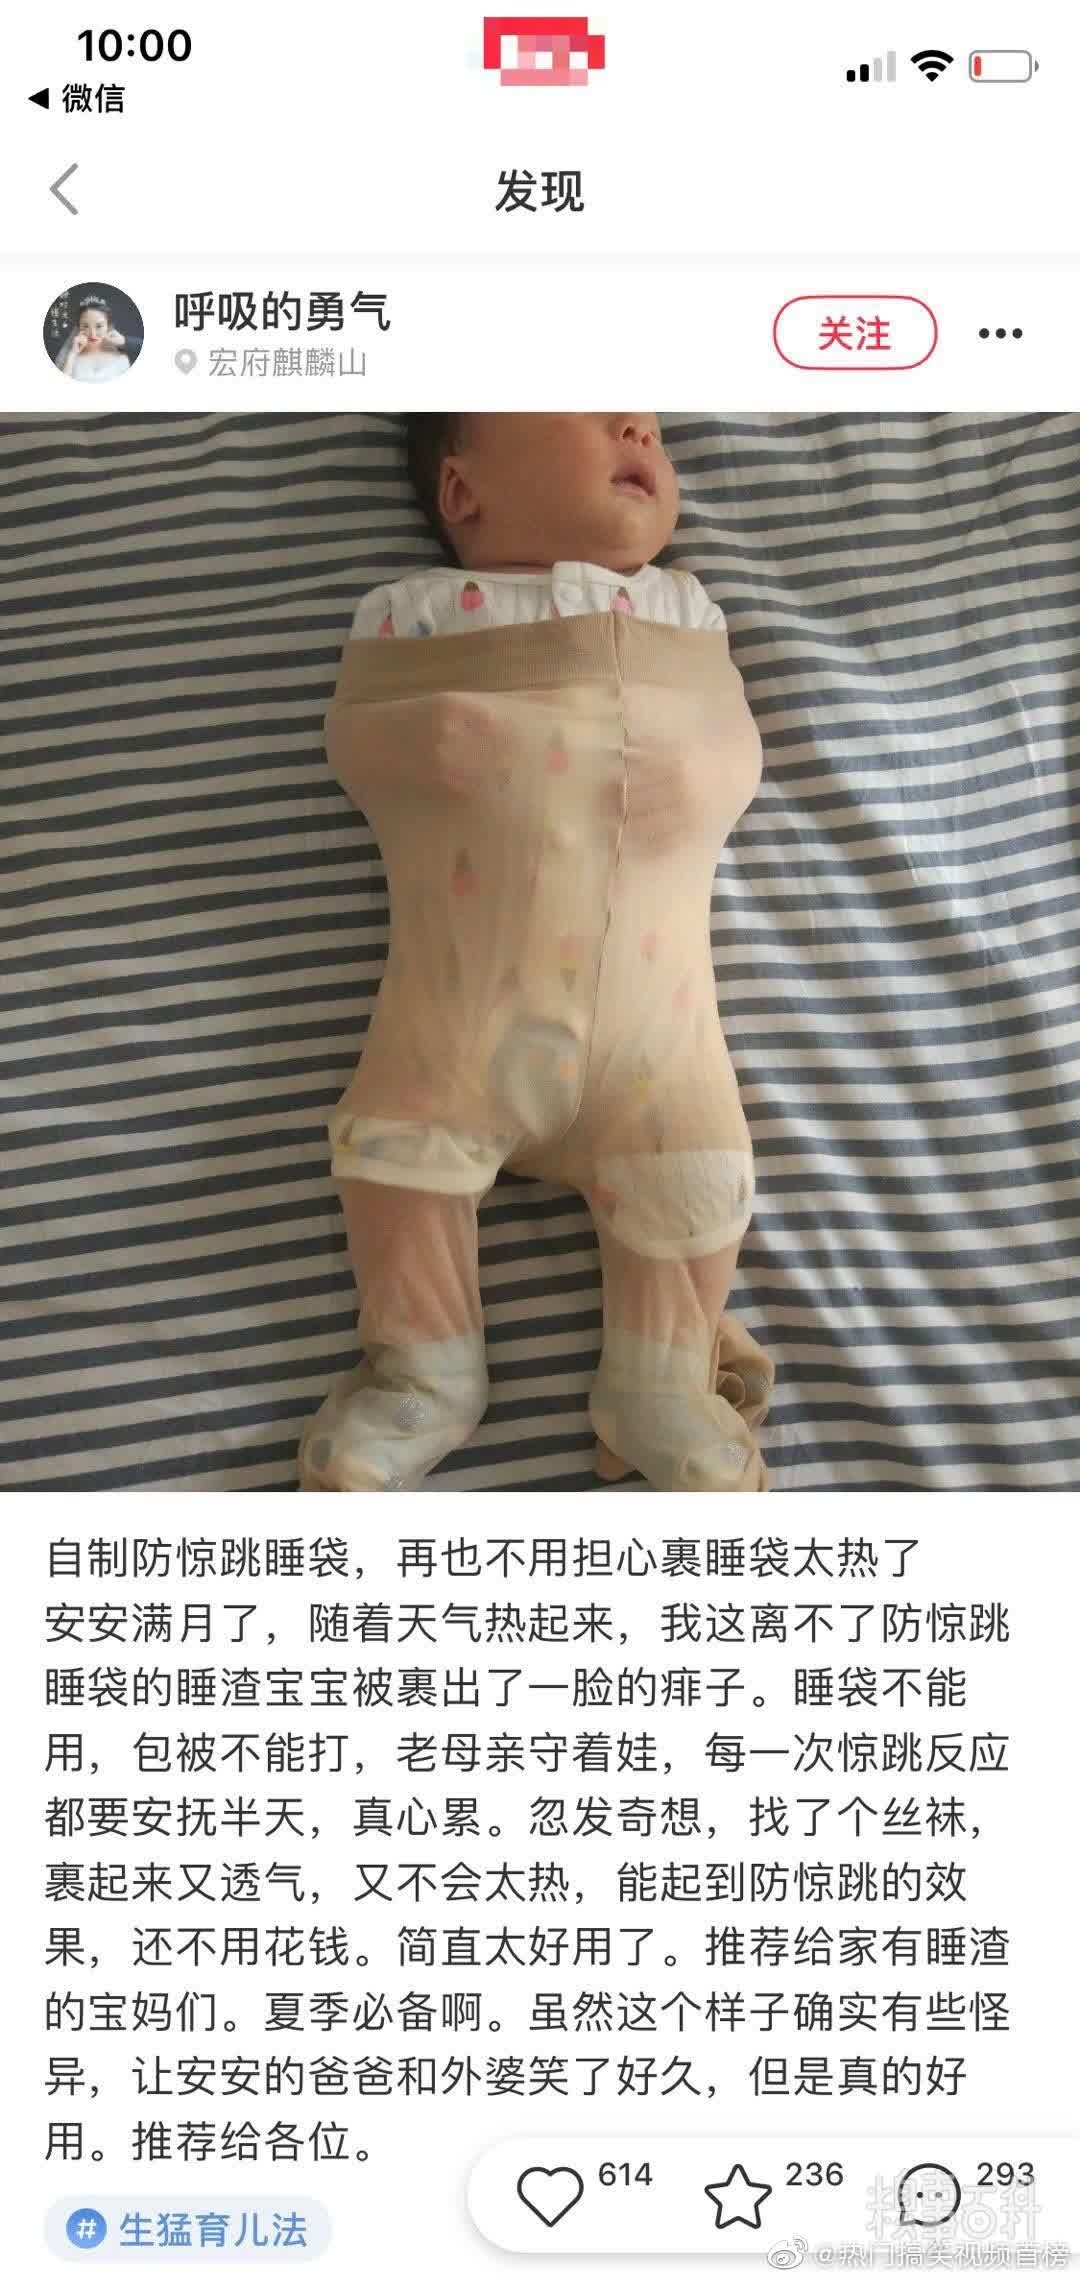 10:00
微信
发现
呼吸的勇气
宏府麒麟山
关注
自制防惊跳睡袋，再也不用担心裹睡袋太热了
安安满月了，随着天气热起来，我这离不了防惊跳
睡袋的睡渣宝宝被裹出了一脸的痱子。睡袋不能
用，包被不能打，老母亲守着娃，每一次惊跳反应
都要安抚半天，真心累。忽发奇想，找了个丝袜，
裹起来又透气，又不会太热，能起到防惊跳的效
果，还不用花钱。简直太好用了。推荐给家有睡渣
的宝妈们。夏季必备啊。虽然这个样子确实有些怪
异，让安安的爸爸和外婆笑了好久，但是真的好
用。推荐给各位。
614
236
293
# 生猛育儿法
@热门搞笑视频首榜